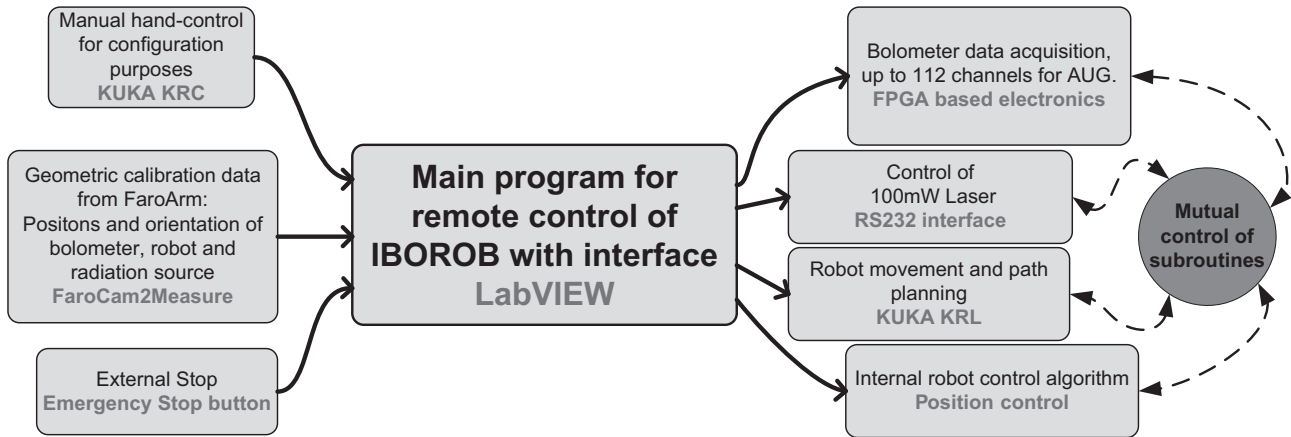 Manual hand-control
for configuration
purposes
KUKA KRC
Geometric calibration data
from FaroArm:
Positons and orientation of
bolometer, robot and
radiation source
FaroCam2Measure
External Stop
Emergency Stop button
Main program for
remote control of
IBOROB with interface
LabVIEW
Bolometer data acquisition,
up to 112 channels for AUG.
FPGA based electronics
Control of
100mW Laser
RS232 interface
Robot movement and path
planning
KUKA KRL
Internal robot control algorithm
Position control
Mutual
control of
subroutines